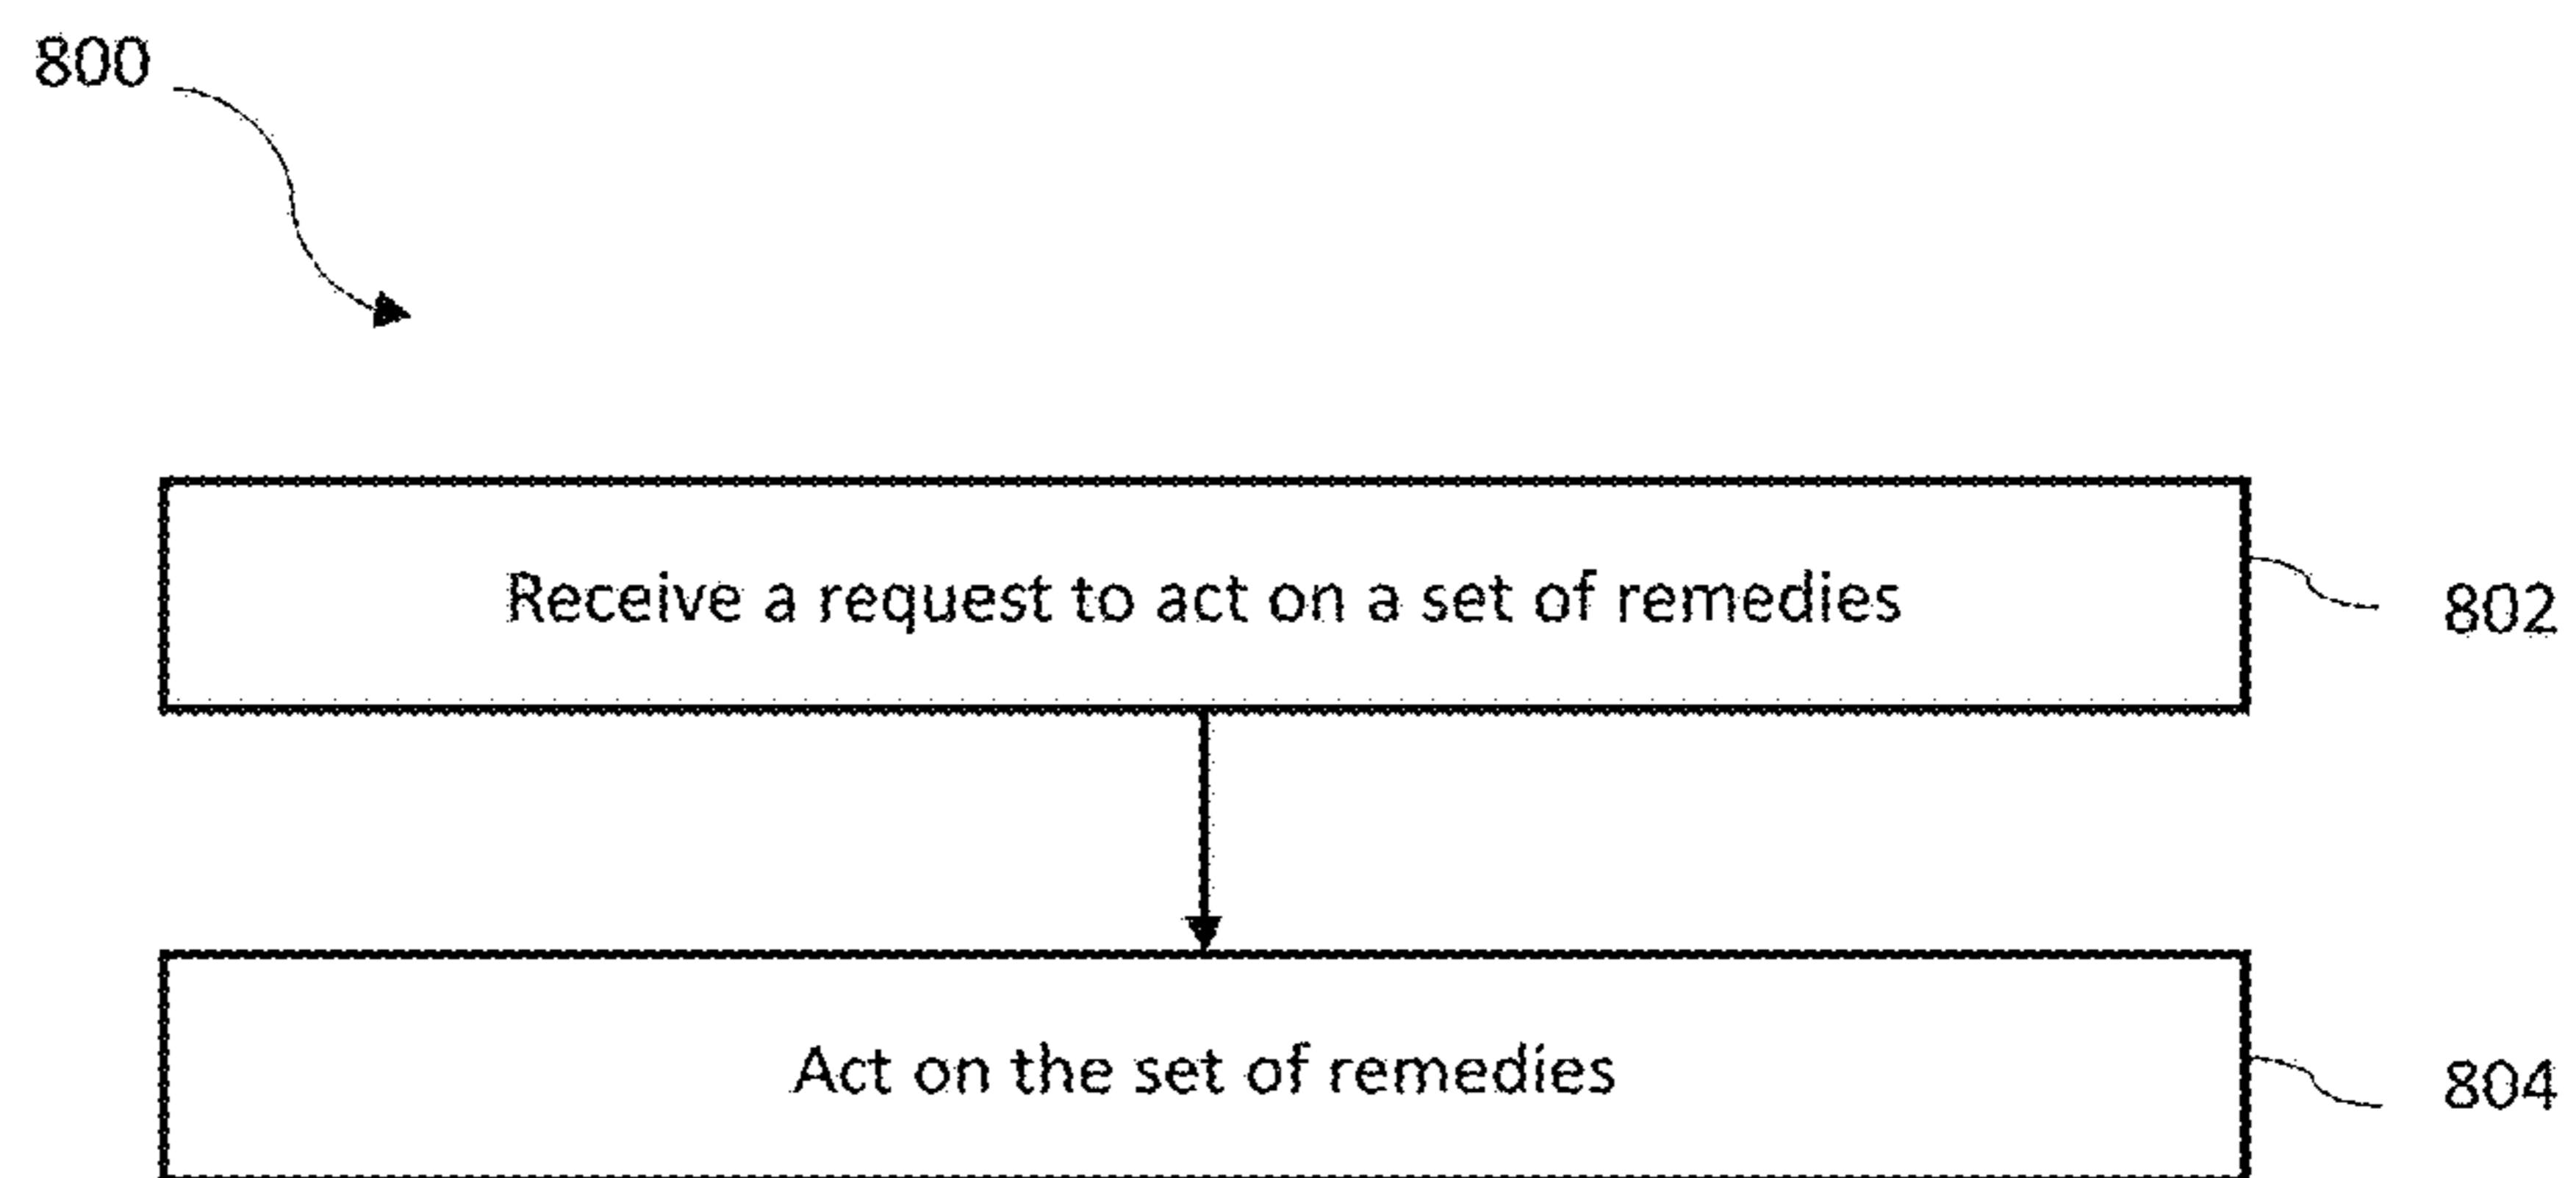 800
Receive a request to act on a set of remedies
802
Act on the set of remedies
804